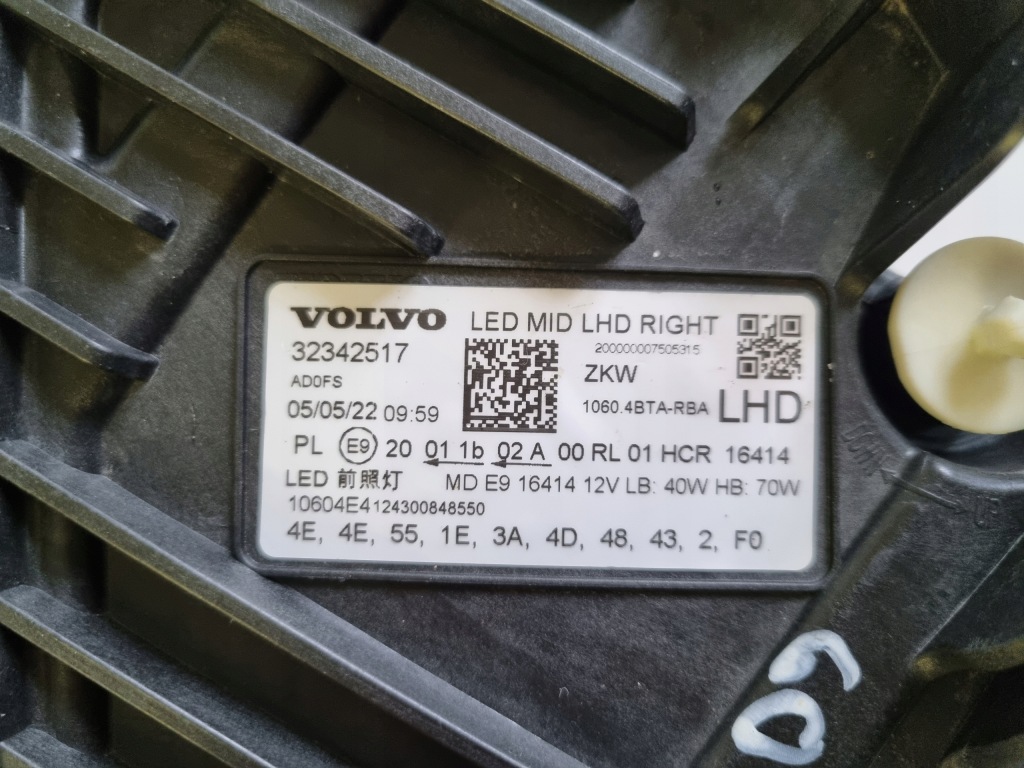 VOLVO LED MID LHD RIGHT
32342517 200000007505315
AD0FS ZKW
05/05/22 09:59 1060.4BTA-RBA LHD
PL E9 20 01 1b 02 A 00 RL 01 HCR 16414
LED 前照灯 MD E9 16414 12V LB: 40W HB: 70W
10604E4124300848550
4E, 4E, 55, 1E, 3A, 4D, 48, 43, 2, F0